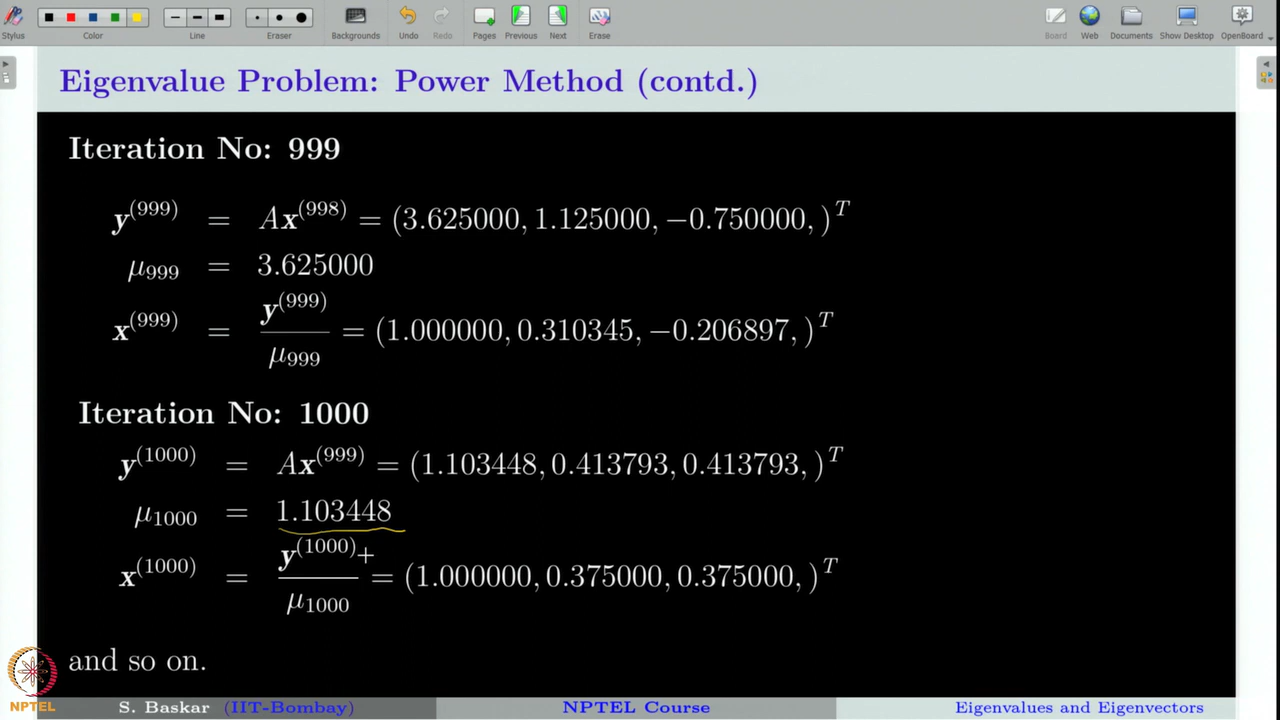 Stylus Color Line Eraser Backgrounds Undo Redo Pages Previous Next Erase Board Web Documents Show Desktop OpenBoard
Eigenvalue Problem: Power Method (contd.)
Iteration No: 999
y⁽⁹⁹⁹⁾ = Ax⁽⁹⁹⁸⁾ = (3.625000, 1.125000, −0.750000, )ᵀ
μ₉₉₉ = 3.625000
x⁽⁹⁹⁹⁾ = y⁽⁹⁹⁹⁾/μ₉₉₉ = (1.000000, 0.310345, −0.206897, )ᵀ
Iteration No: 1000
y⁽¹⁰⁰⁰⁾ = Ax⁽⁹⁹⁹⁾ = (1.103448, 0.413793, 0.413793, )ᵀ
μ₁₀₀₀ = 1.103448
x⁽¹⁰⁰⁰⁾ = y⁽¹⁰⁰⁰⁾/μ₁₀₀₀ = (1.000000, 0.375000, 0.375000, )ᵀ
and so on.
NPTEL
S. Baskar (IIT-Bombay) NPTEL Course Eigenvalues and Eigenvectors